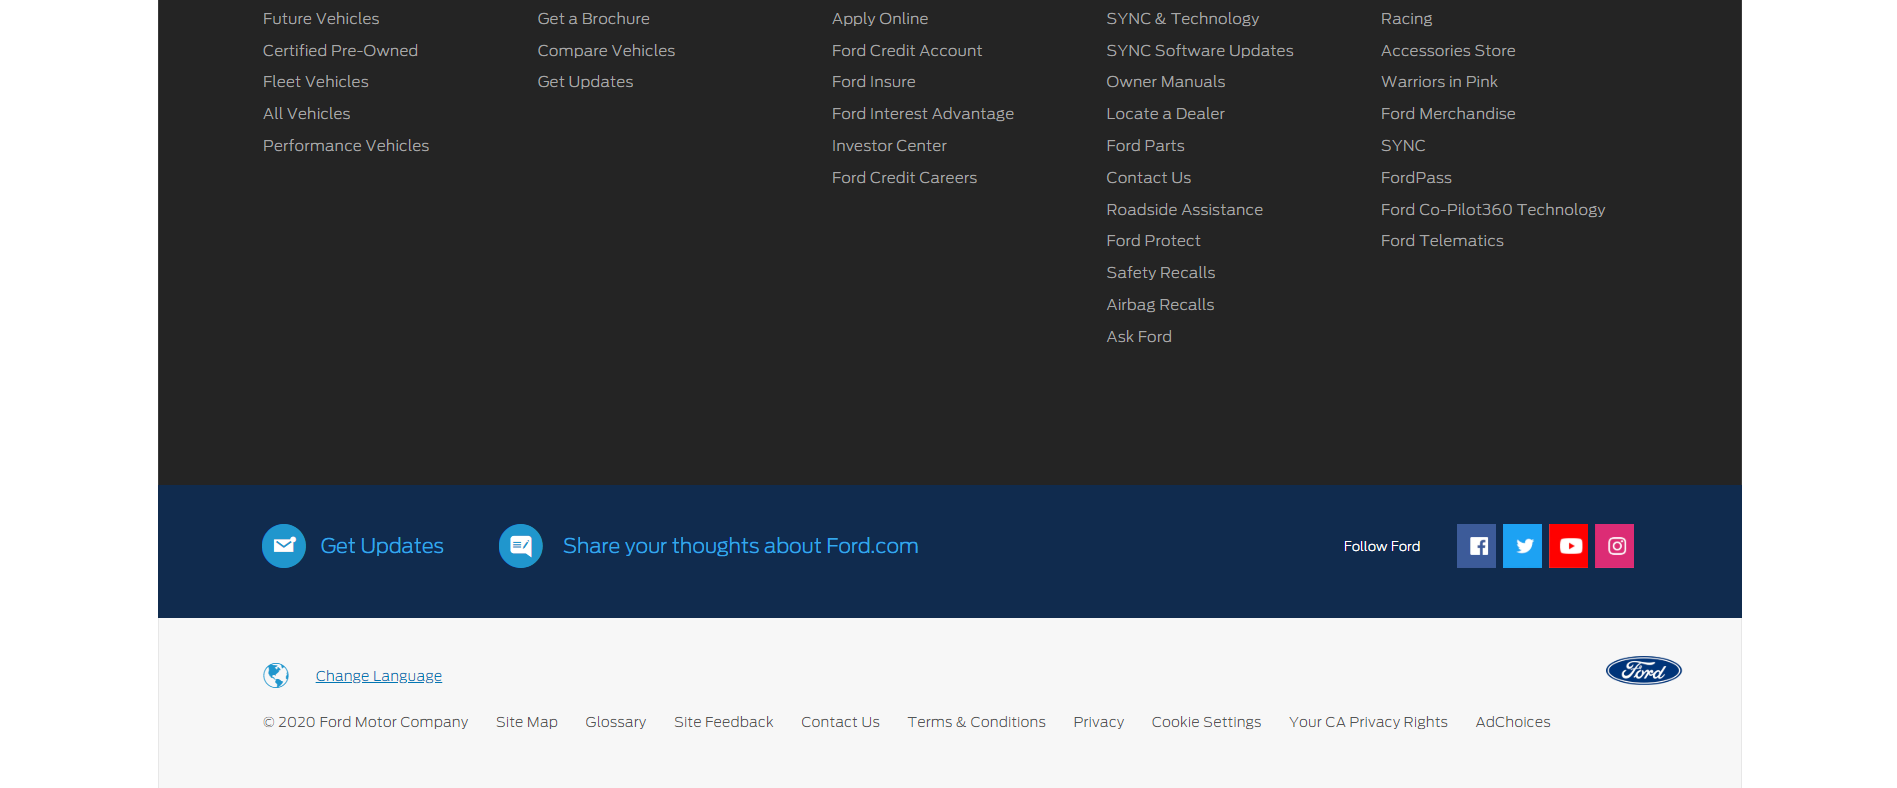 Future Vehicles
Certified Pre-Owned
Fleet Vehicles
All Vehicles
Performance Vehicles
Get a Brochure
Compare Vehicles
Get Updates
Apply Online
Ford Credit Account
Ford Insure
Ford Interest Advantage
Investor Center
Ford Credit Careers
SYNC & Technology
SYNC Software Updates
Owner Manuals
Locate a Dealer
Ford Parts
Contact Us
Roadside Assistance
Ford Protect
Safety Recalls
Airbag Recalls
Ask Ford
Racing
Accessories Store
Warriors in Pink
Ford Merchandise
SYNC
FordPass
Ford Co-Pilot360 Technology
Ford Telematics
Get Updates
Share your thoughts about Ford.com
Follow Ford
Change Language
Ford
© 2020 Ford Motor Company Site Map Glossary Site Feedback Contact Us Terms & Conditions Privacy Cookie Settings Your CA Privacy Rights AdChoices